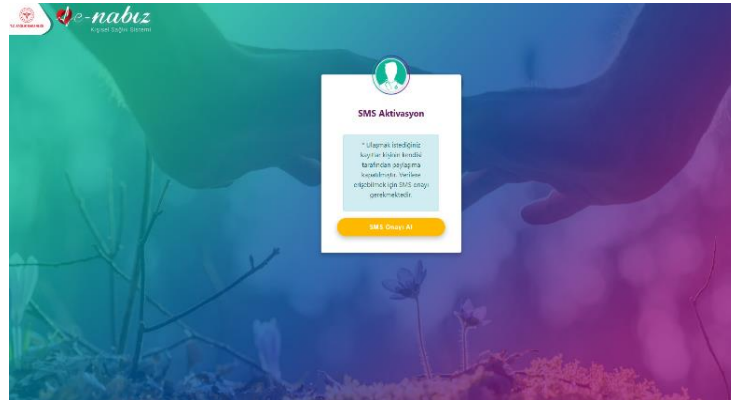 e-nabız
Kişisel Sağlık Sistemi
SMS Aktivasyon
* Ulaşmak istediğiniz
kayıtlar kişinin kendisi
tarafından paylaşıma
kapatılmıştır. Verilere
erişebilmek için SMS onayı
gerekmektedir.
SMS Onayı Al